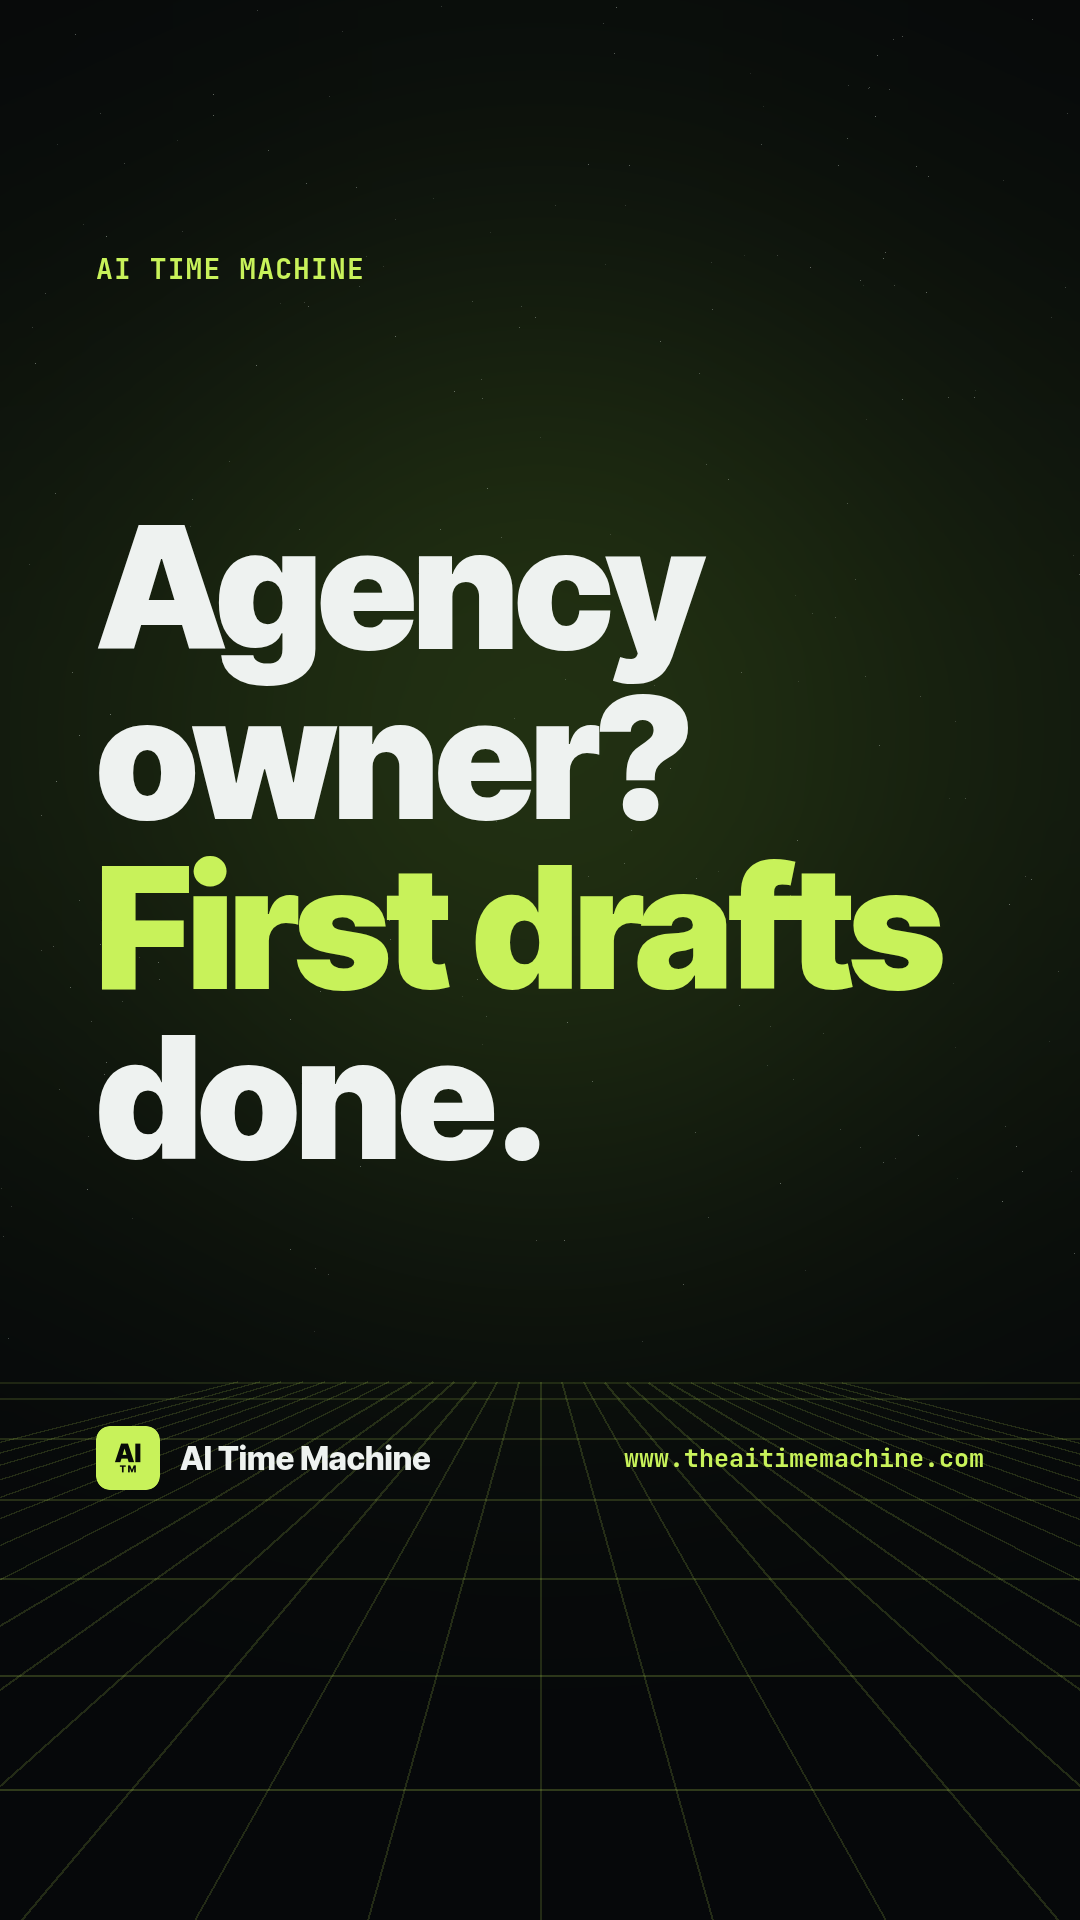 AI TIME MACHINE
Agency
owner?
First drafts
done.
AI
TM
AI Time Machine
www.theaitimemachine.com